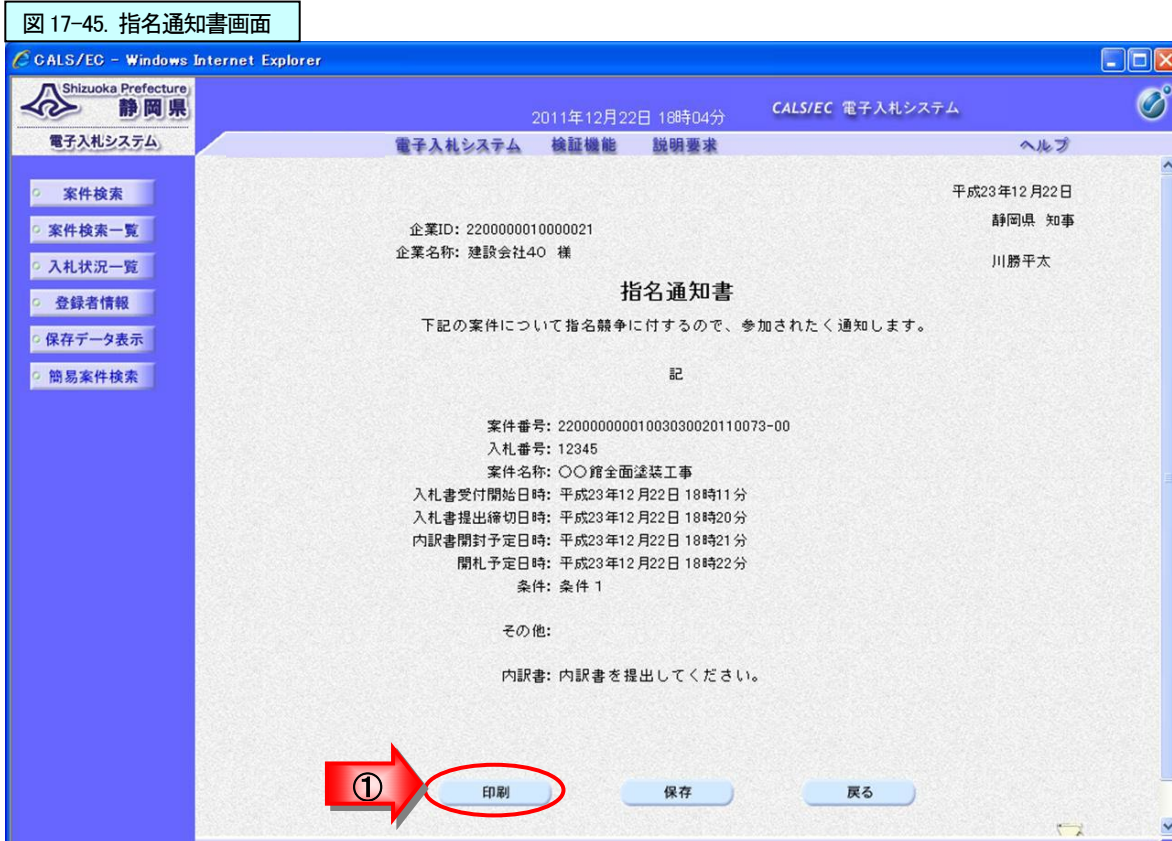 図 17-45. 指名通知書画面
CALS/EC - Windows Internet Explorer
Shizuoka Prefecture
静岡県
電子入札システム
2011年12月22日 18時04分
CALS/EC 電子入札システム
電子入札システム 検証機能 説明要求 ヘルプ
案件検索
案件検索一覧
入札状況一覧
登録者情報
保存データ表示
簡易案件検索
平成23年12月22日
静岡県 知事
川勝平太
企業ID: 2200000010000021
企業名称: 建設会社40 様
指名通知書
下記の案件について指名競争に付するので、参加されたく通知します。
記
案件番号: 2200000000100303002011​0073-00
入札番号: 12345
案件名称: 〇〇館全面塗装工事
入札書受付開始日時: 平成23年12月22日 18時11分
入札書提出締切日時: 平成23年12月22日 18時20分
内訳書開封予定日時: 平成23年12月22日 18時21分
開札予定日時: 平成23年12月22日 18時22分
条件: 条件1
その他:
内訳書: 内訳書を提出してください。
① 印刷 保存 戻る